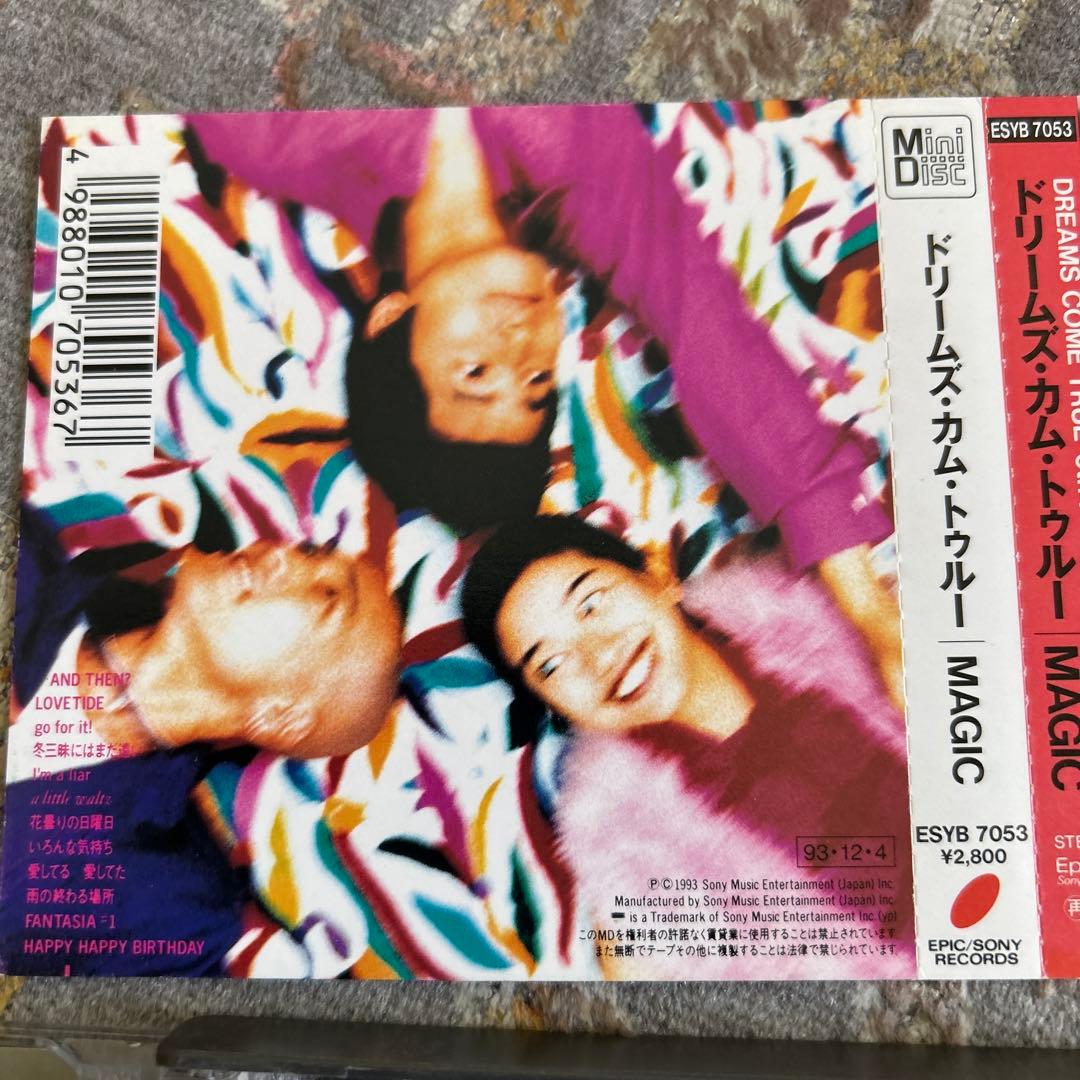 4 988010 705367
AND THEN?
LOVETIDE
go for it!
冬三昧にはまだ遠い
I'm a liar
a little waltz
花曇りの日曜日
いろんな気持ち
愛してる 愛してた
雨の終わる場所
FANTASIA #1
HAPPY HAPPY BIRTHDAY
93・12・4
ⓅⒸ1993 Sony Music Entertainment (Japan) Inc.
Manufactured by Sony Music Entertainment (Japan) Inc.
is a Trademark of Sony Music Entertainment Inc. (yp)
このMDを権利者の許諾なく賃貸業に使用することは禁止されています
また無断でテープその他に複製することは法律で禁じられています
Mini Disc
ドリームズ・カム・トゥルー
MAGIC
ESYB 7053
¥2,800
EPIC/SONY
RECORDS
ESYB 7053
DREAMS COME TRUE
ドリームズ・カム・トゥルー
MAGIC
STE
Ep
Sony
再